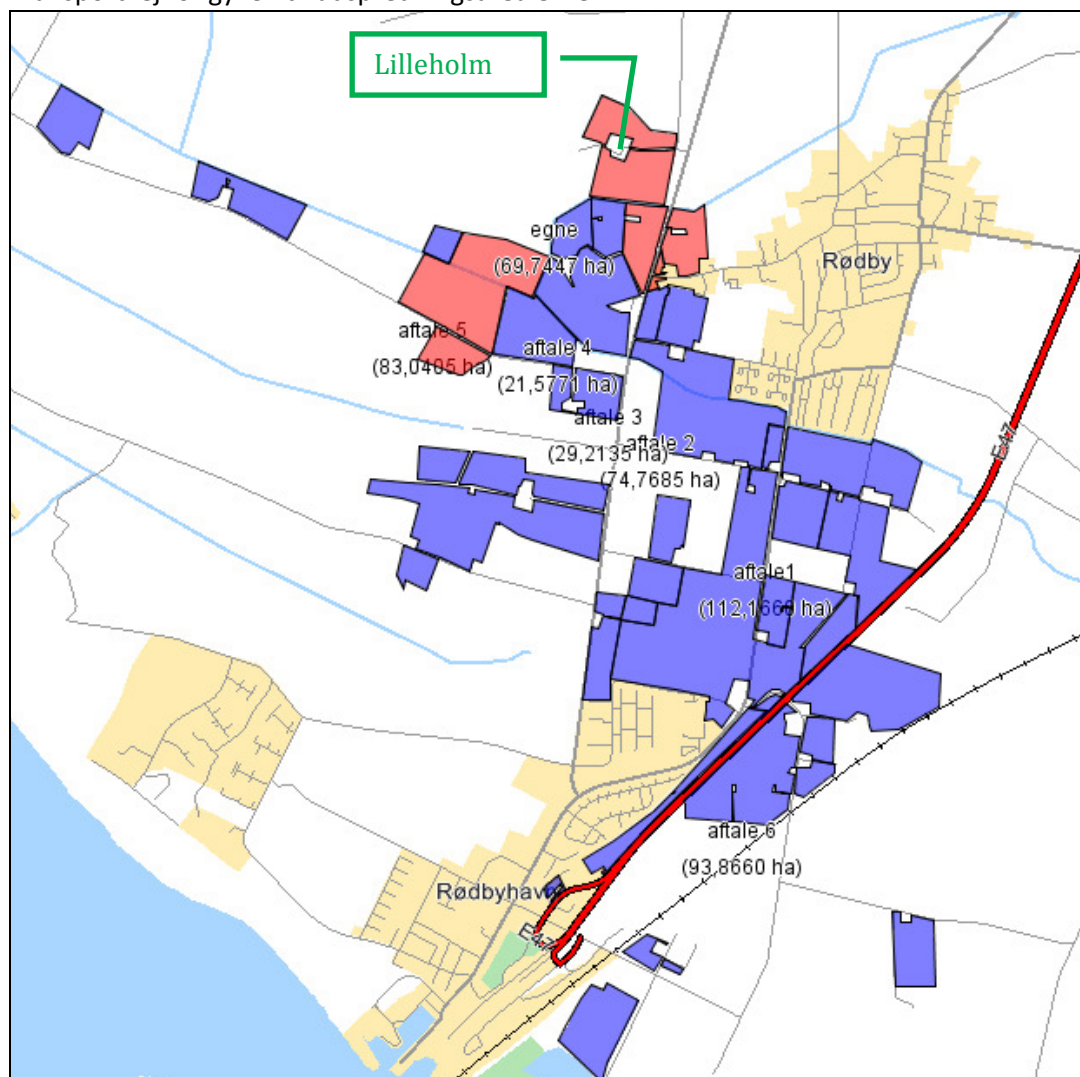 Lilleholm
egne
(69,7447 ha)
Rødby
aftale 5
(83,0405 ha)
aftale 4
(21,5771 ha)
aftale 3
(29,2135 ha)
aftale 2
(74,7685 ha)
E47
aftale1
(112,1669 ha)
aftale 6
(93,8660 ha)
Rødbyhavn
E47